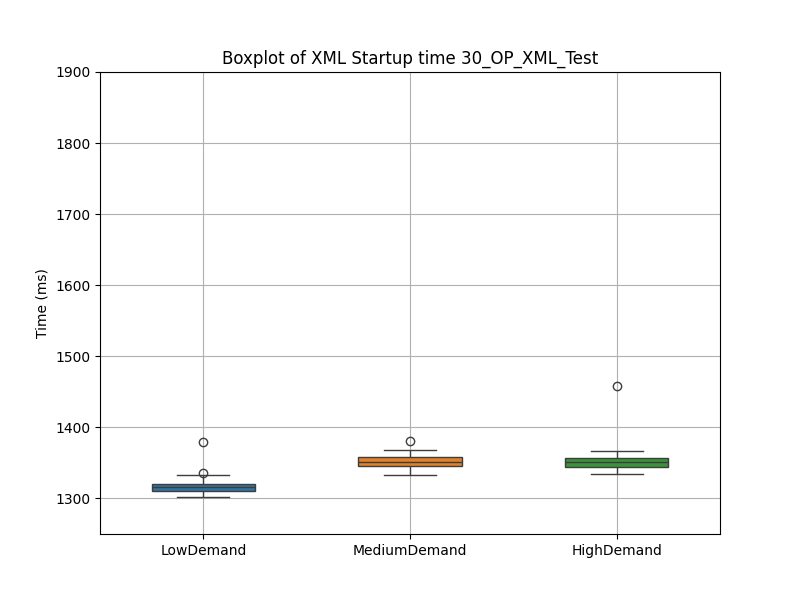 Boxplot of XML Startup time 30_OP_XML_Test
1900
1800
1700
1600
1500
1400
1300
Time (ms)
LowDemand
MediumDemand
HighDemand